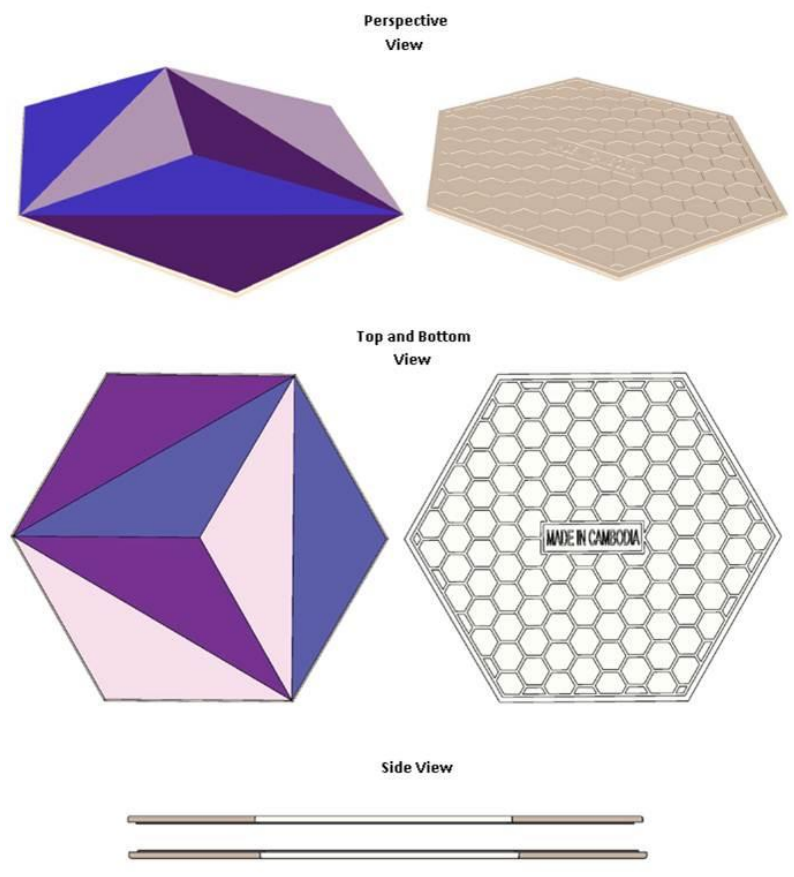 Perspective
View
Top and Bottom
View
MADE IN CAMBODIA
Side View